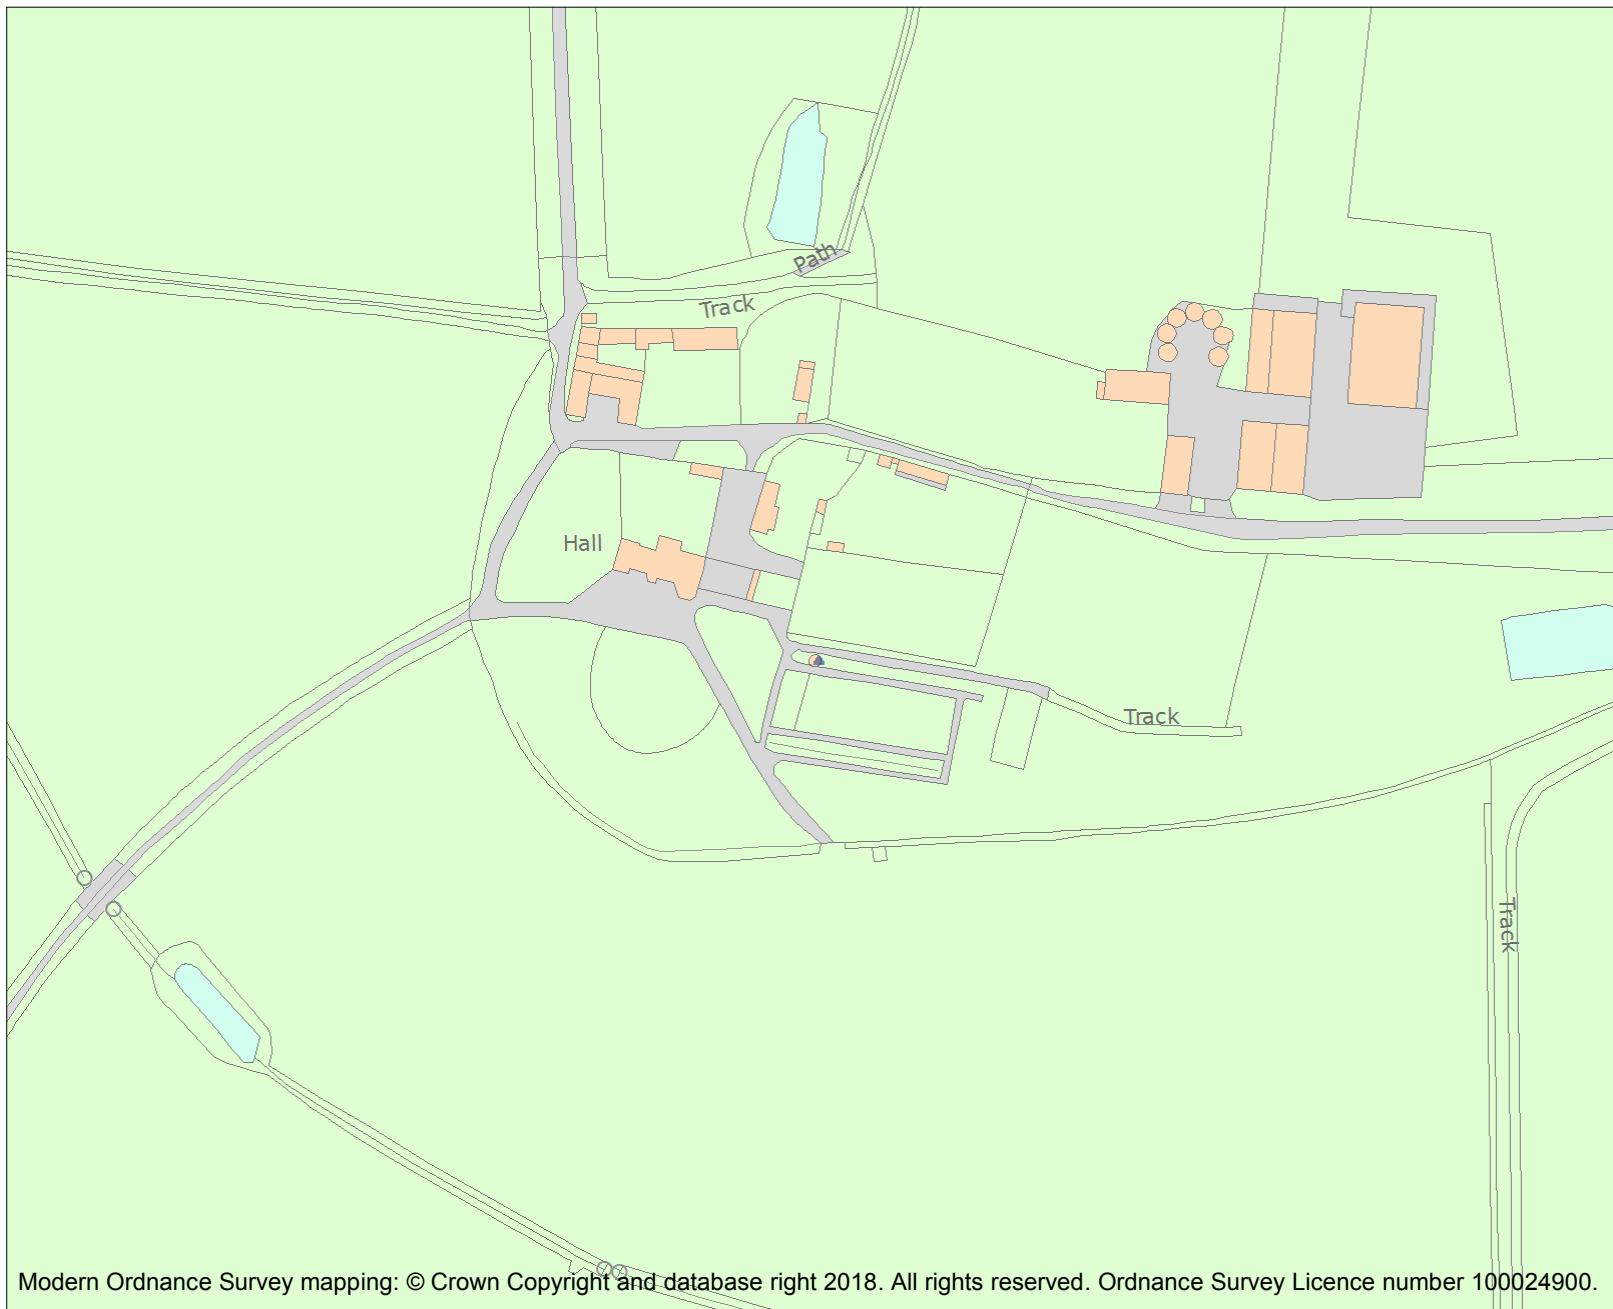 Path
Track
Hall
Track
Track
Modern Ordnance Survey mapping: © Crown Copyright and database right 2018. All rights reserved. Ordnance Survey Licence number 100024900.